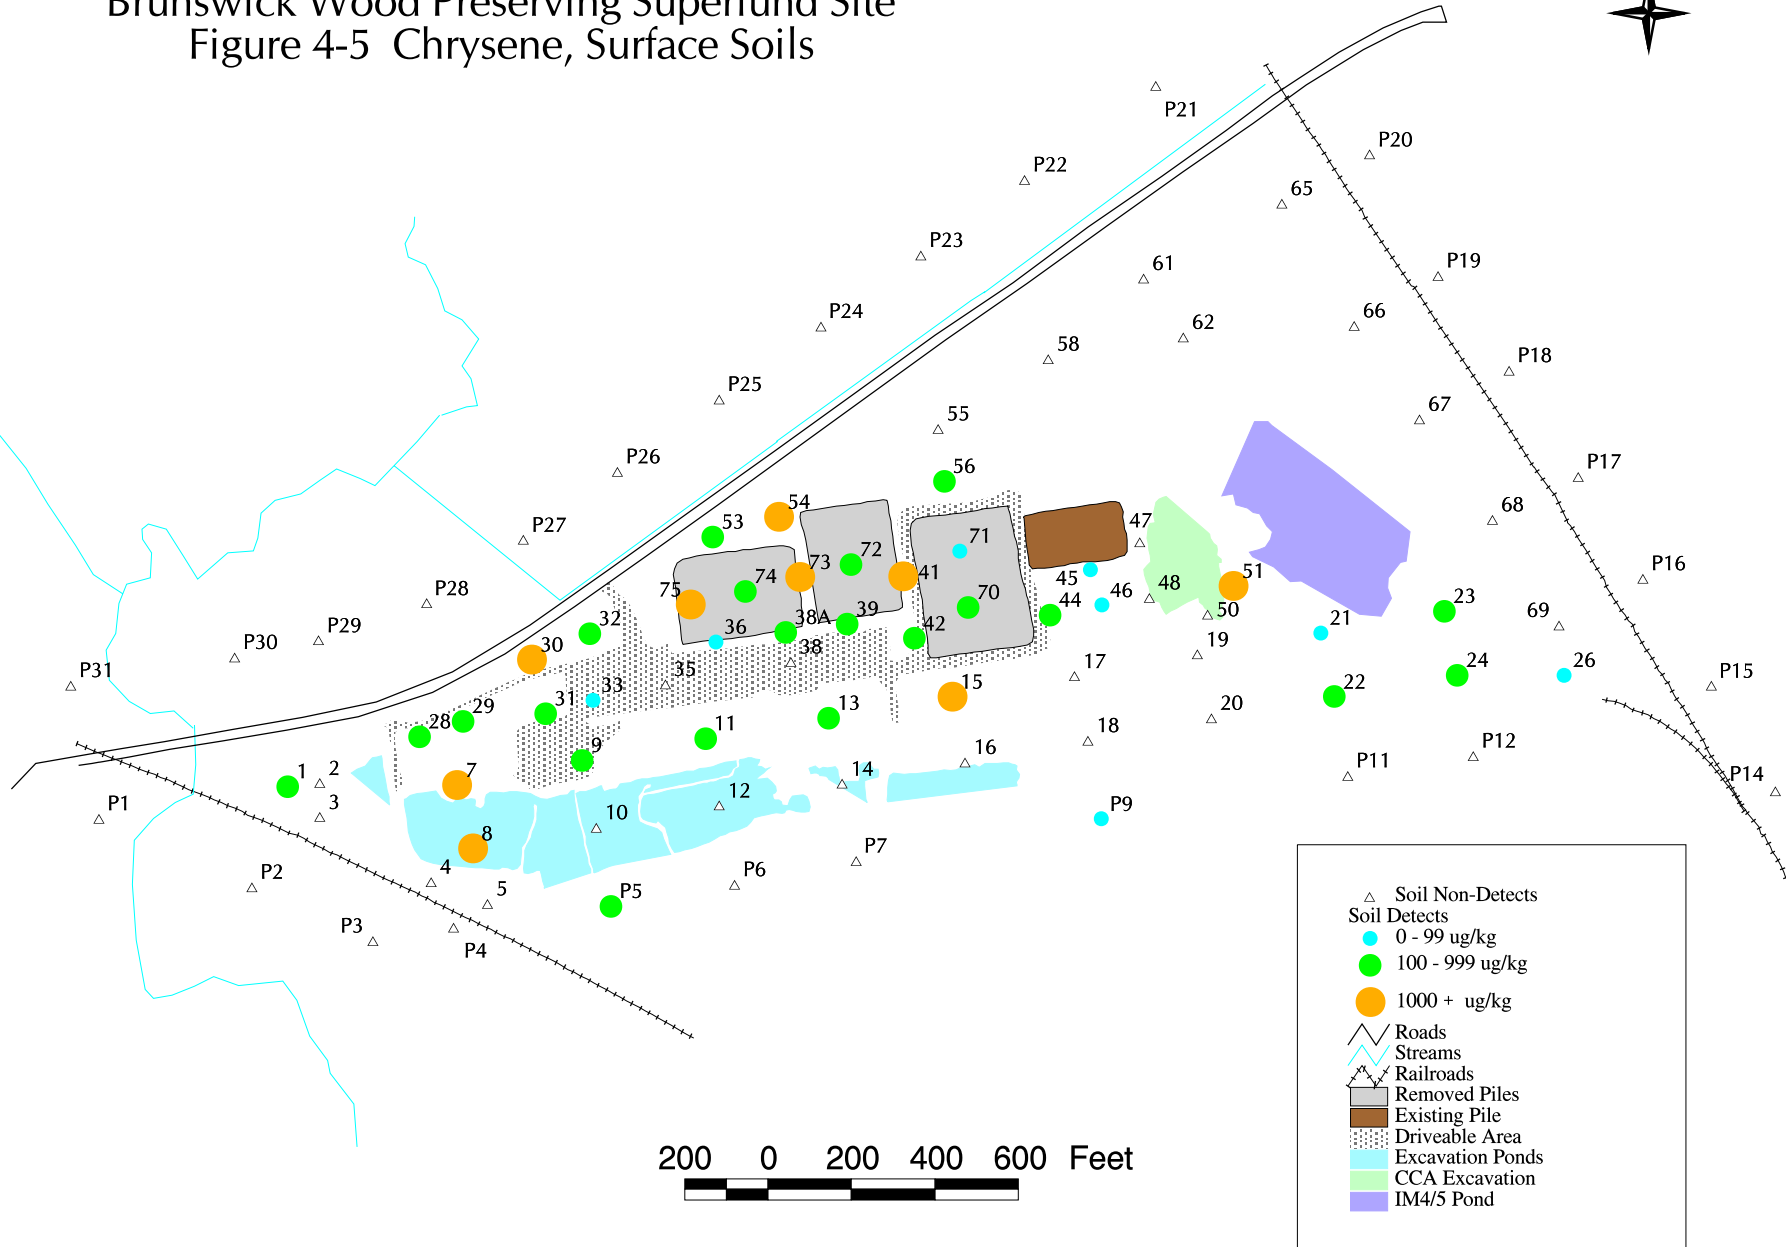 Brunswick Wood Preserving Superfund Site
Figure 4-5 Chrysene, Surface Soils
P21
P20
P22
65
P23
61
P19
P24
62
66
58
P18
P25
55
67
P26
56
P17
54
68
53
P27
47
71
72
73
41
74
75
45
46
48
51
P16
P28
70
44
50
23
69
32
38A
39
42
36
21
P29
P30
30
38
19
P31
35
17
24
26
P15
33
15
22
31
29
28
13
11
20
18
9
16
P12
P11
P14
1
2
7
14
3
12
P1
10
P9
8
P7
4
P6
P2
5
P5
P3
P4
Soil Non-Detects
Soil Detects
0 - 99 ug/kg
100 - 999 ug/kg
1000 + ug/kg
Roads
Streams
Railroads
Removed Piles
Existing Pile
Driveable Area
Excavation Ponds
CCA Excavation
IM4/5 Pond
200 0 200 400 600 Feet